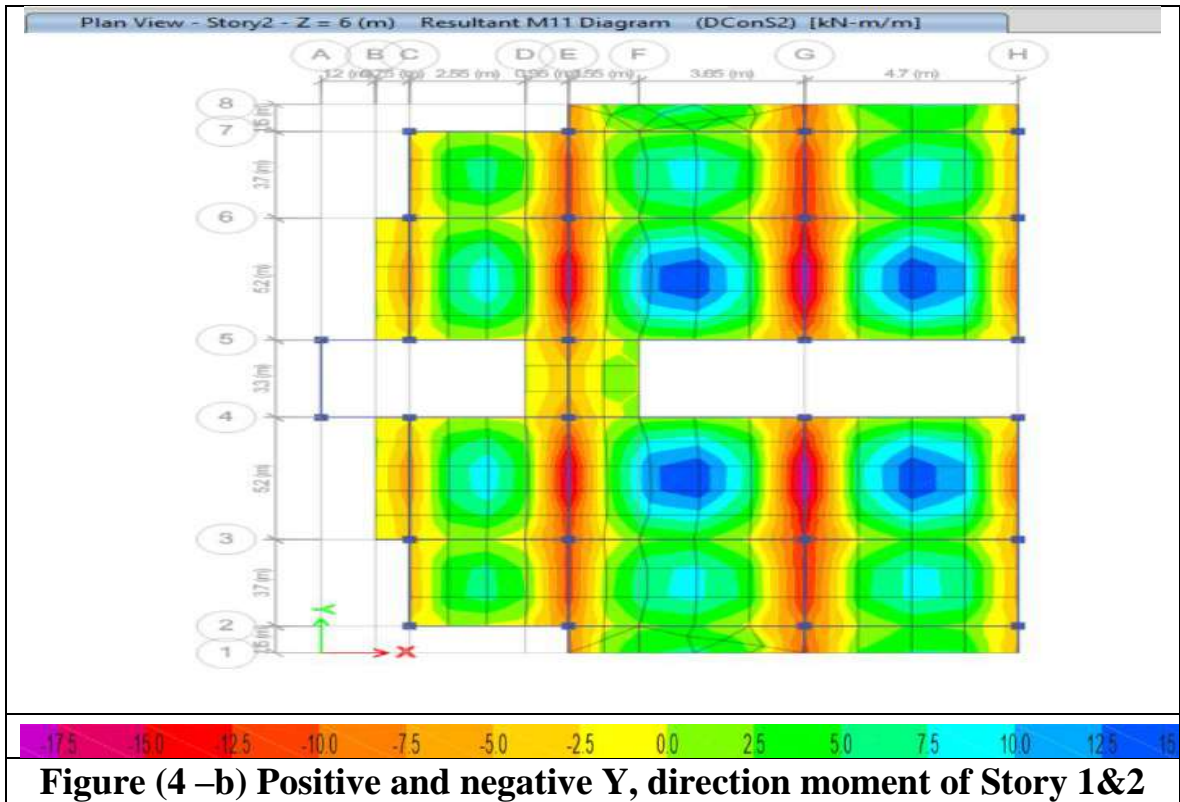 Plan View - Story2 - Z = 6 (m) Resultant M11 Diagram (DConS2) [kN-m/m]
A B C D E F G H
2.55 (m) 3.65 (m) 4.7 (m)
8
7
3.7 (m)
6
5.2 (m)
5
3.3 (m)
4
5.2 (m)
3
3.7 (m)
2
1
Y
X
-17.5 -15.0 -12.5 -10.0 -7.5 -5.0 -2.5 0.0 2.5 5.0 7.5 10.0 12.5 15
Figure (4 –b) Positive and negative Y, direction moment of Story 1&2